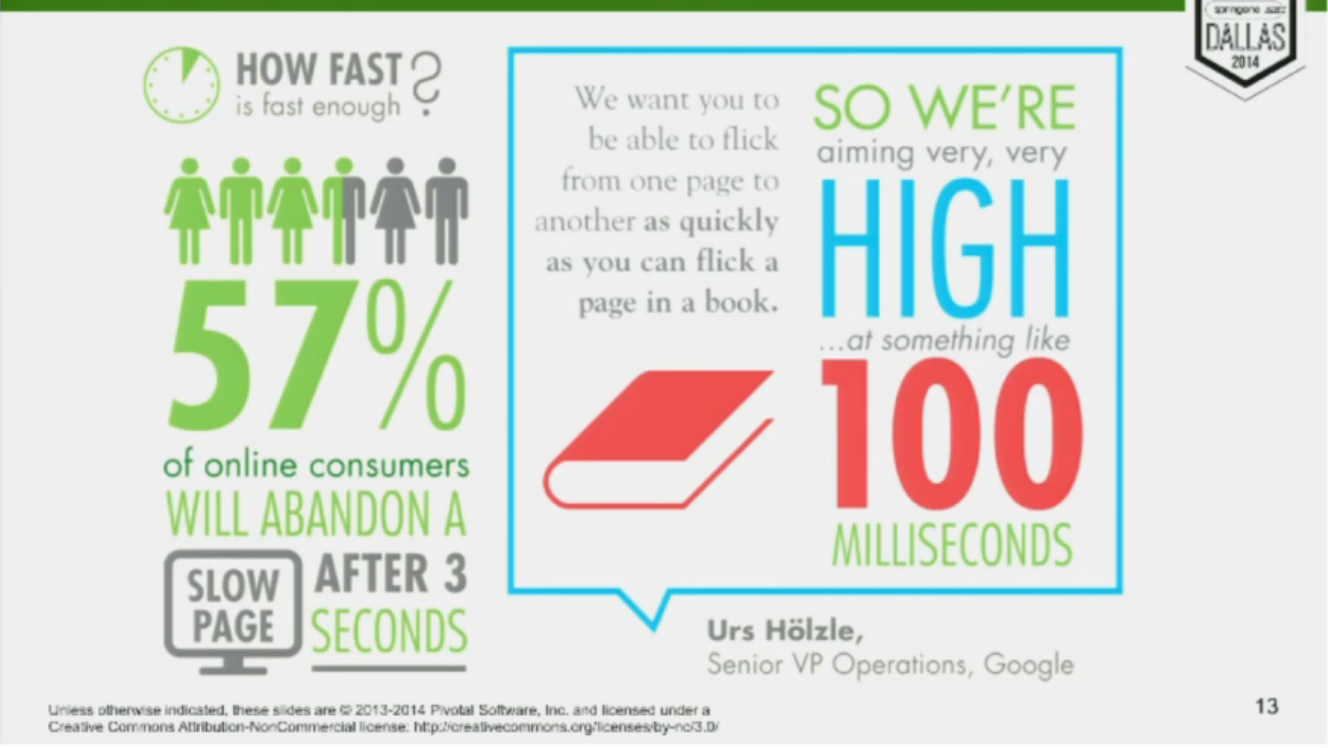 DALLAS
2014
HOW FAST ?
is fast enough
57%
of online consumers
WILL ABANDON A
SLOW
PAGE
AFTER 3
SECONDS
We want you to
be able to flick
from one page to
another as quickly
as you can flick a
page in a book.
SO WE'RE
aiming very, very
HIGH
...at something like
100
MILLISECONDS
Urs Hölzle,
Senior VP Operations, Google
Unless otherwise indicated, these slides are © 2013-2014 Pivotal Software, Inc. and licensed under a
Creative Commons Attribution-NonCommercial license: http://creativecommons.org/licenses/by-nc/3.0/
13